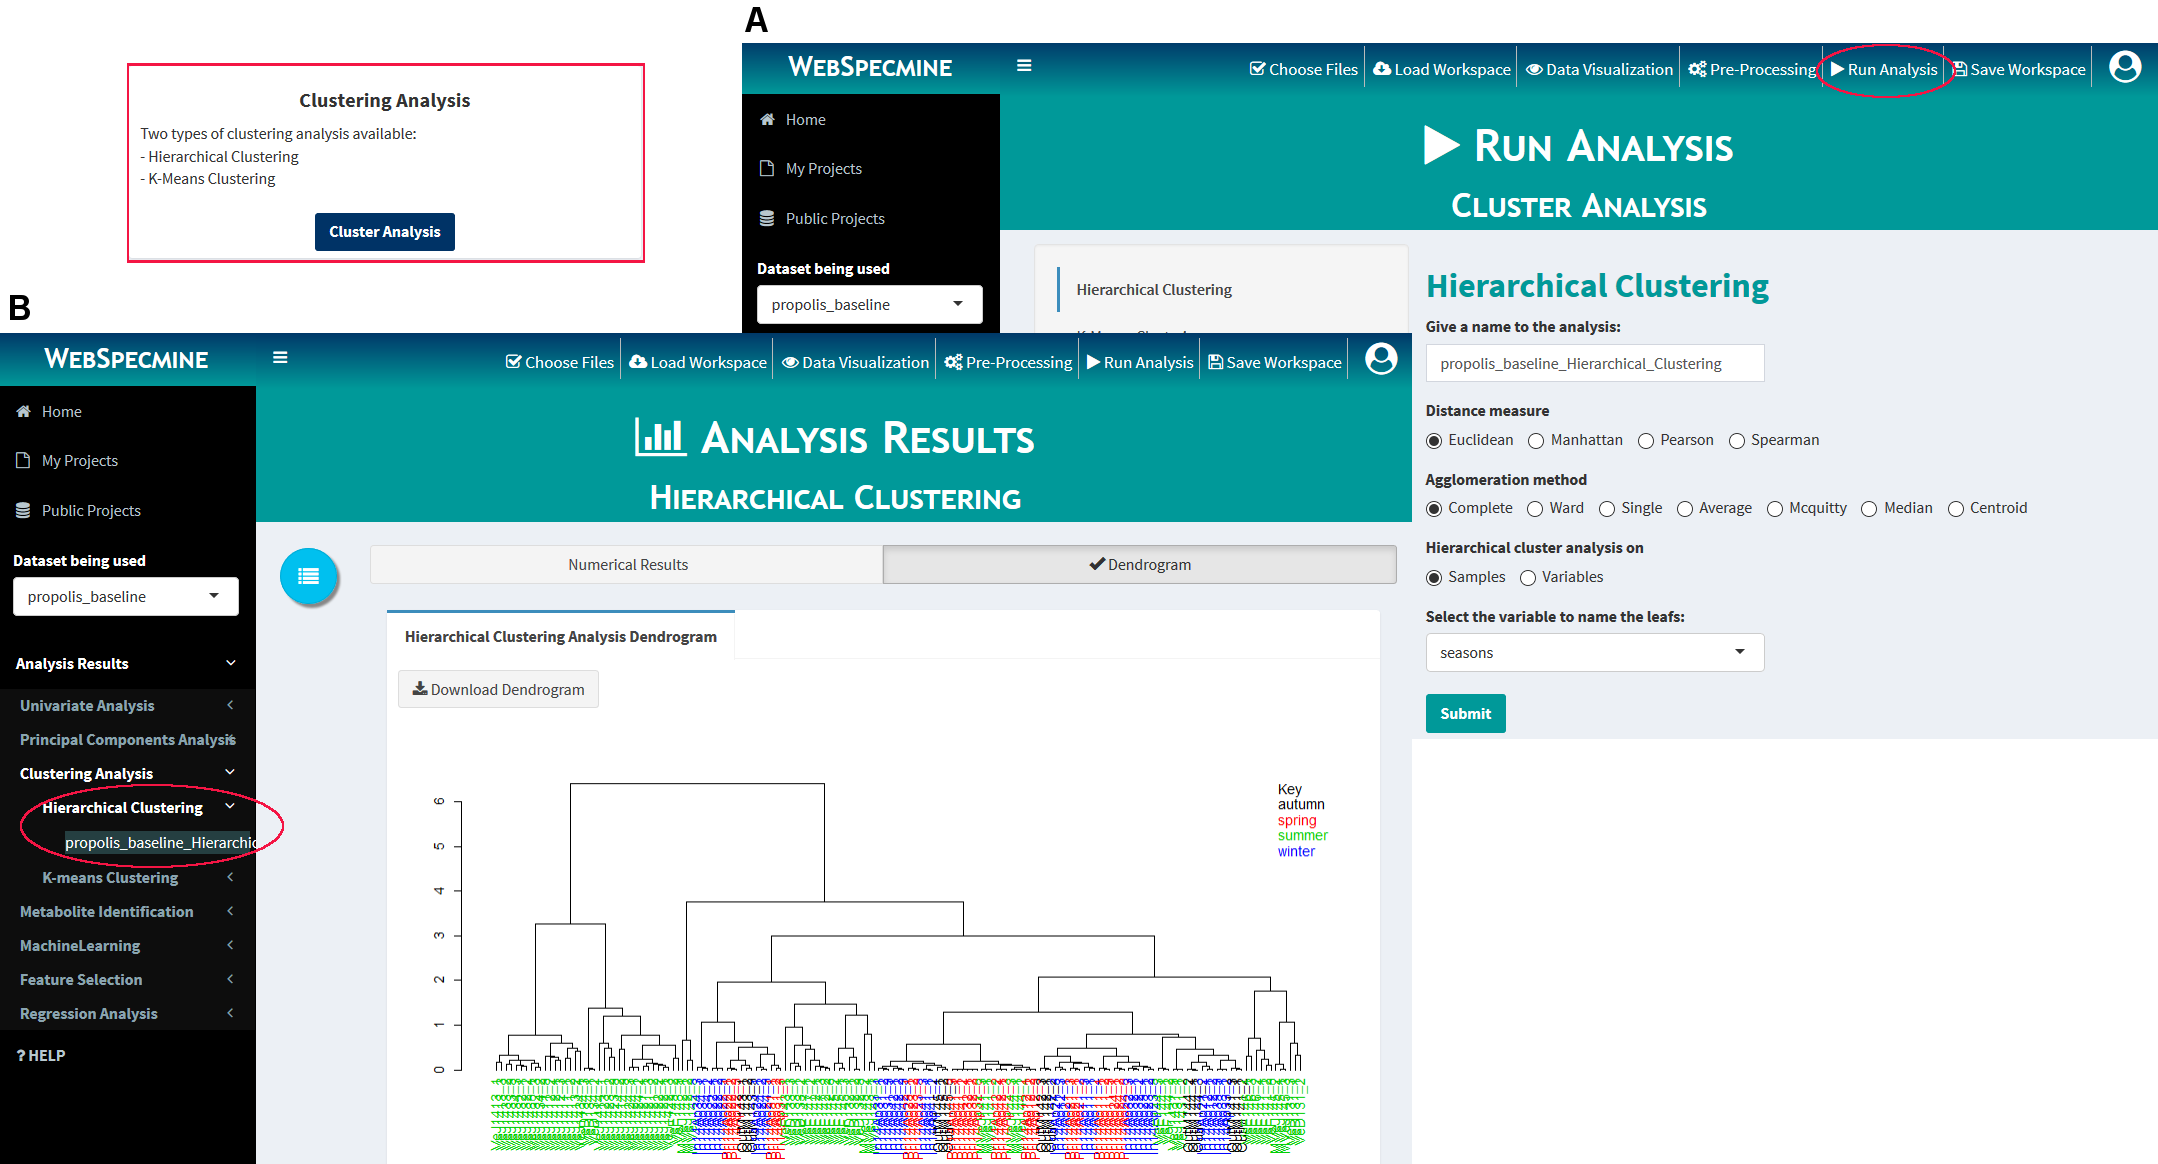 A
Clustering Analysis
Two types of clustering analysis available:
- Hierarchical Clustering
- K-Means Clustering
Cluster Analysis
WEBSPECMINE
Choose Files
Load Workspace
Data Visualization
Pre-Processing
Run Analysis
Save Workspace
Home
My Projects
Public Projects
Dataset being used
propolis_baseline
RUN ANALYSIS
CLUSTER ANALYSIS
Hierarchical Clustering
Hierarchical Clustering
Give a name to the analysis:
propolis_baseline_Hierarchical_Clustering
Distance measure
Euclidean Manhattan Pearson Spearman
Agglomeration method
Complete Ward Single Average Mcquitty Median Centroid
Hierarchical cluster analysis on
Samples Variables
Select the variable to name the leafs:
seasons
Submit
B
WEBSPECMINE
Choose Files
Load Workspace
Data Visualization
Pre-Processing
Run Analysis
Save Workspace
Home
My Projects
Public Projects
Dataset being used
propolis_baseline
Analysis Results
Univariate Analysis
Principal Components Analysis
Clustering Analysis
Hierarchical Clustering
propolis_baseline_Hierarchic
K-means Clustering
Metabolite Identification
MachineLearning
Feature Selection
Regression Analysis
? HELP
ANALYSIS RESULTS
HIERARCHICAL CLUSTERING
Numerical Results
Dendrogram
Hierarchical Clustering Analysis Dendrogram
Download Dendrogram
6
5
4
3
2
1
0
Key
autumn
spring
summer
winter